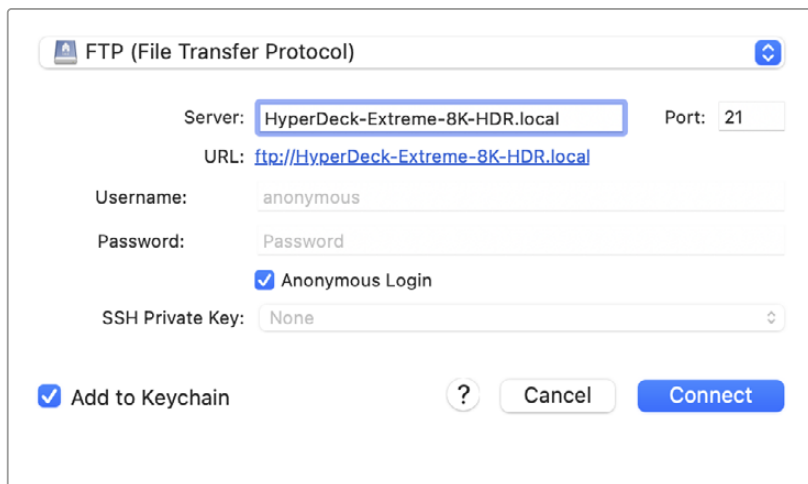 FTP (File Transfer Protocol)
Server: HyperDeck-Extreme-8K-HDR.local Port: 21
URL: ftp://HyperDeck-Extreme-8K-HDR.local
Username: anonymous
Password: Password
Anonymous Login
SSH Private Key: None
Add to Keychain ? Cancel Connect